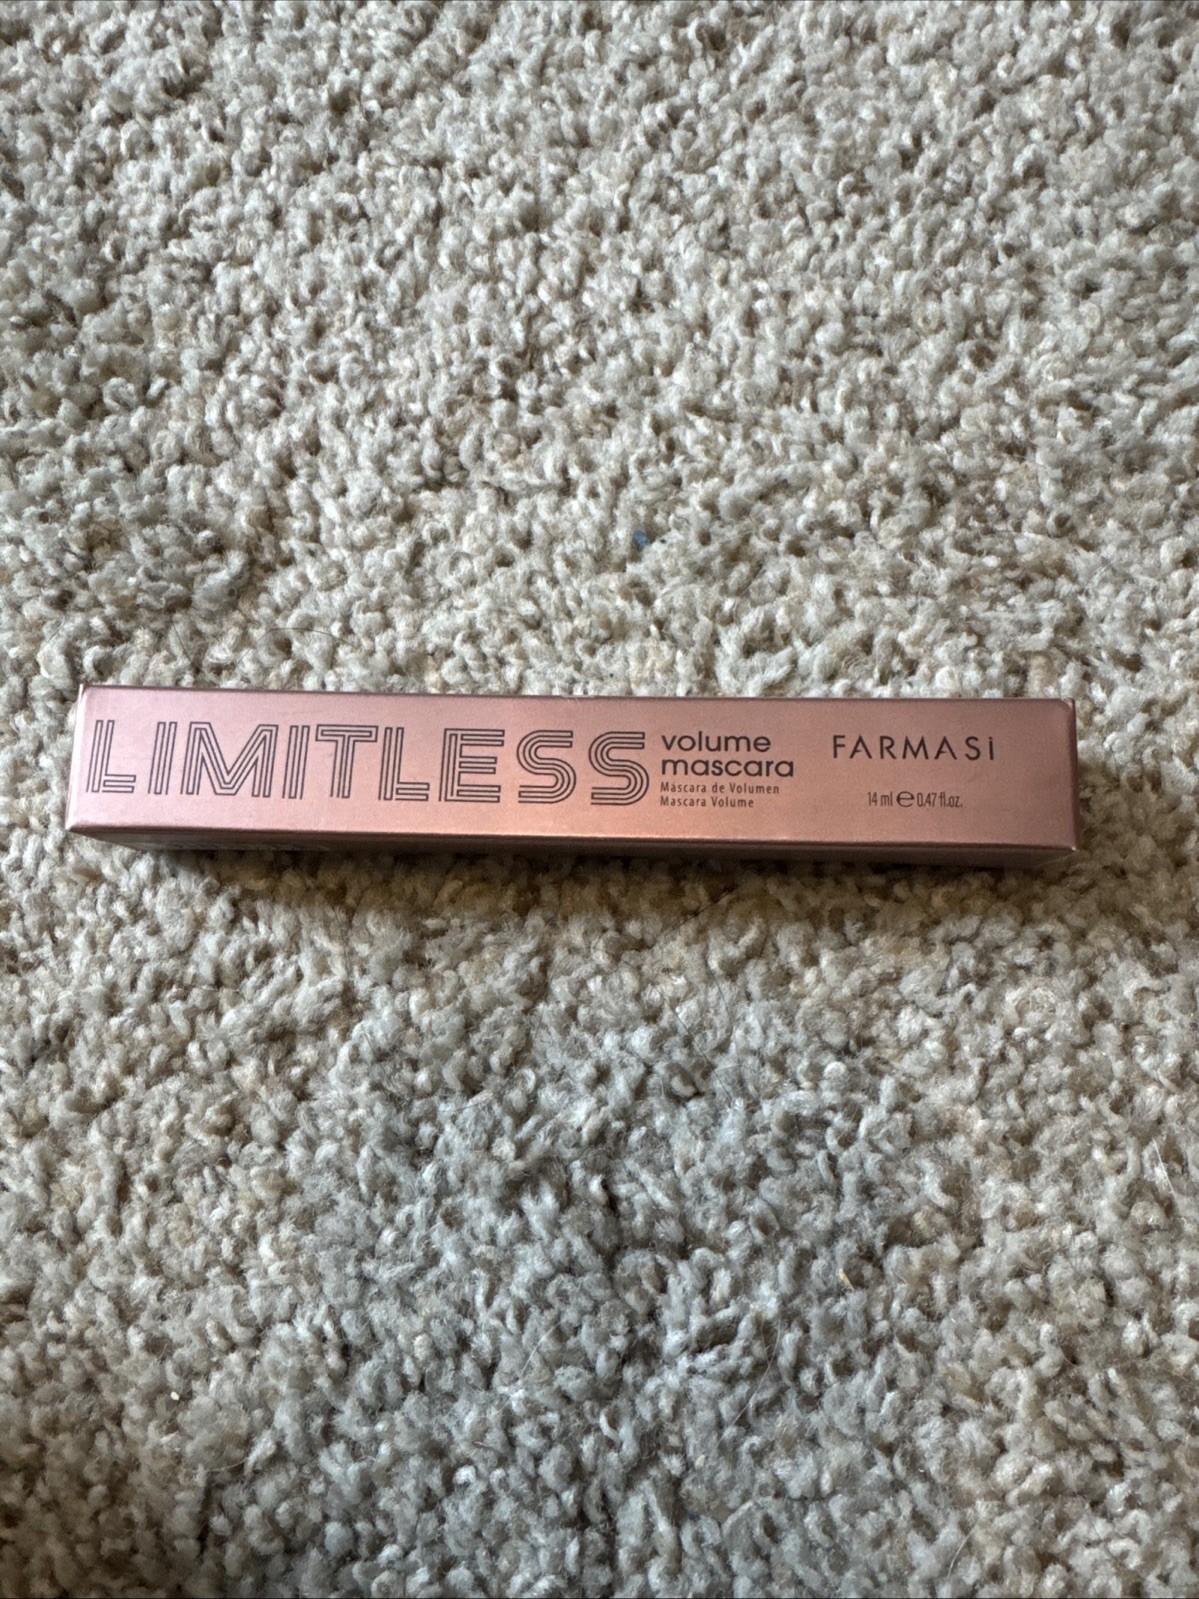 LIMITLESS
volume
mascara
Máscara de Volumen
Mascara Volume
FARMASİ
14 ml ℮ 0.47 fl.oz.